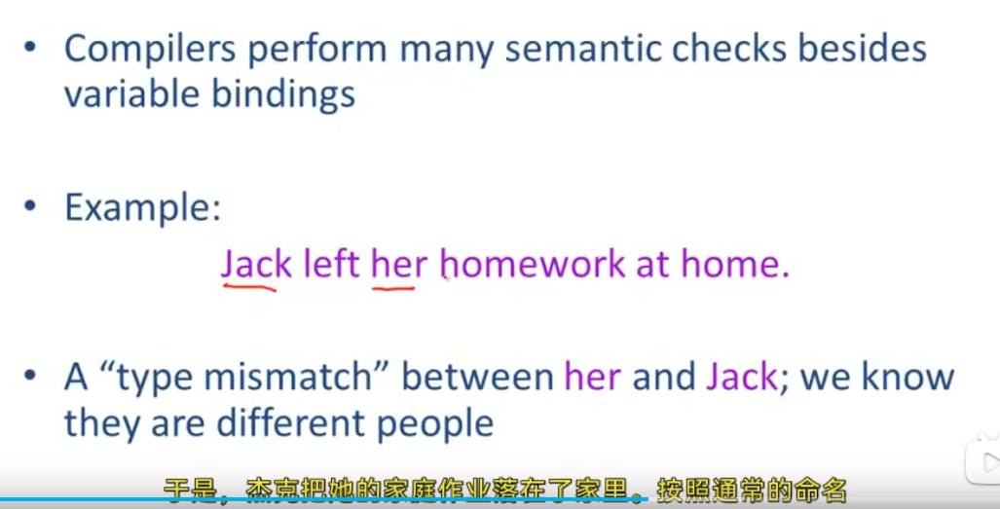 • Compilers perform many semantic checks besides
variable bindings
• Example:
Jack left her homework at home.
• A “type mismatch” between her and Jack; we know
they are different people
于是，杰克把她的家庭作业落在了家里。按照通常的命名